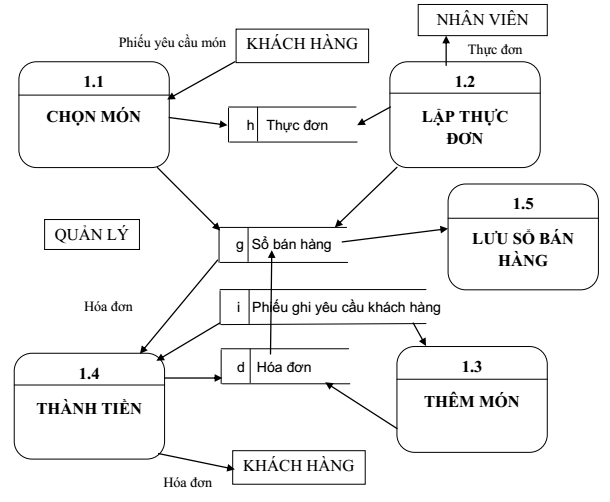 NHÂN VIÊN
Phiếu yêu cầu món
KHÁCH HÀNG
Thực đơn
1.1
CHỌN MÓN
1.2
LẬP THỰC
ĐƠN
h Thực đơn
1.5
LƯU SỔ BÁN
HÀNG
QUẢN LÝ
g Sổ bán hàng
Hóa đơn
i Phiếu ghi yêu cầu khách hàng
1.4
THÀNH TIỀN
d Hóa đơn
1.3
THÊM MÓN
KHÁCH HÀNG
Hóa đơn